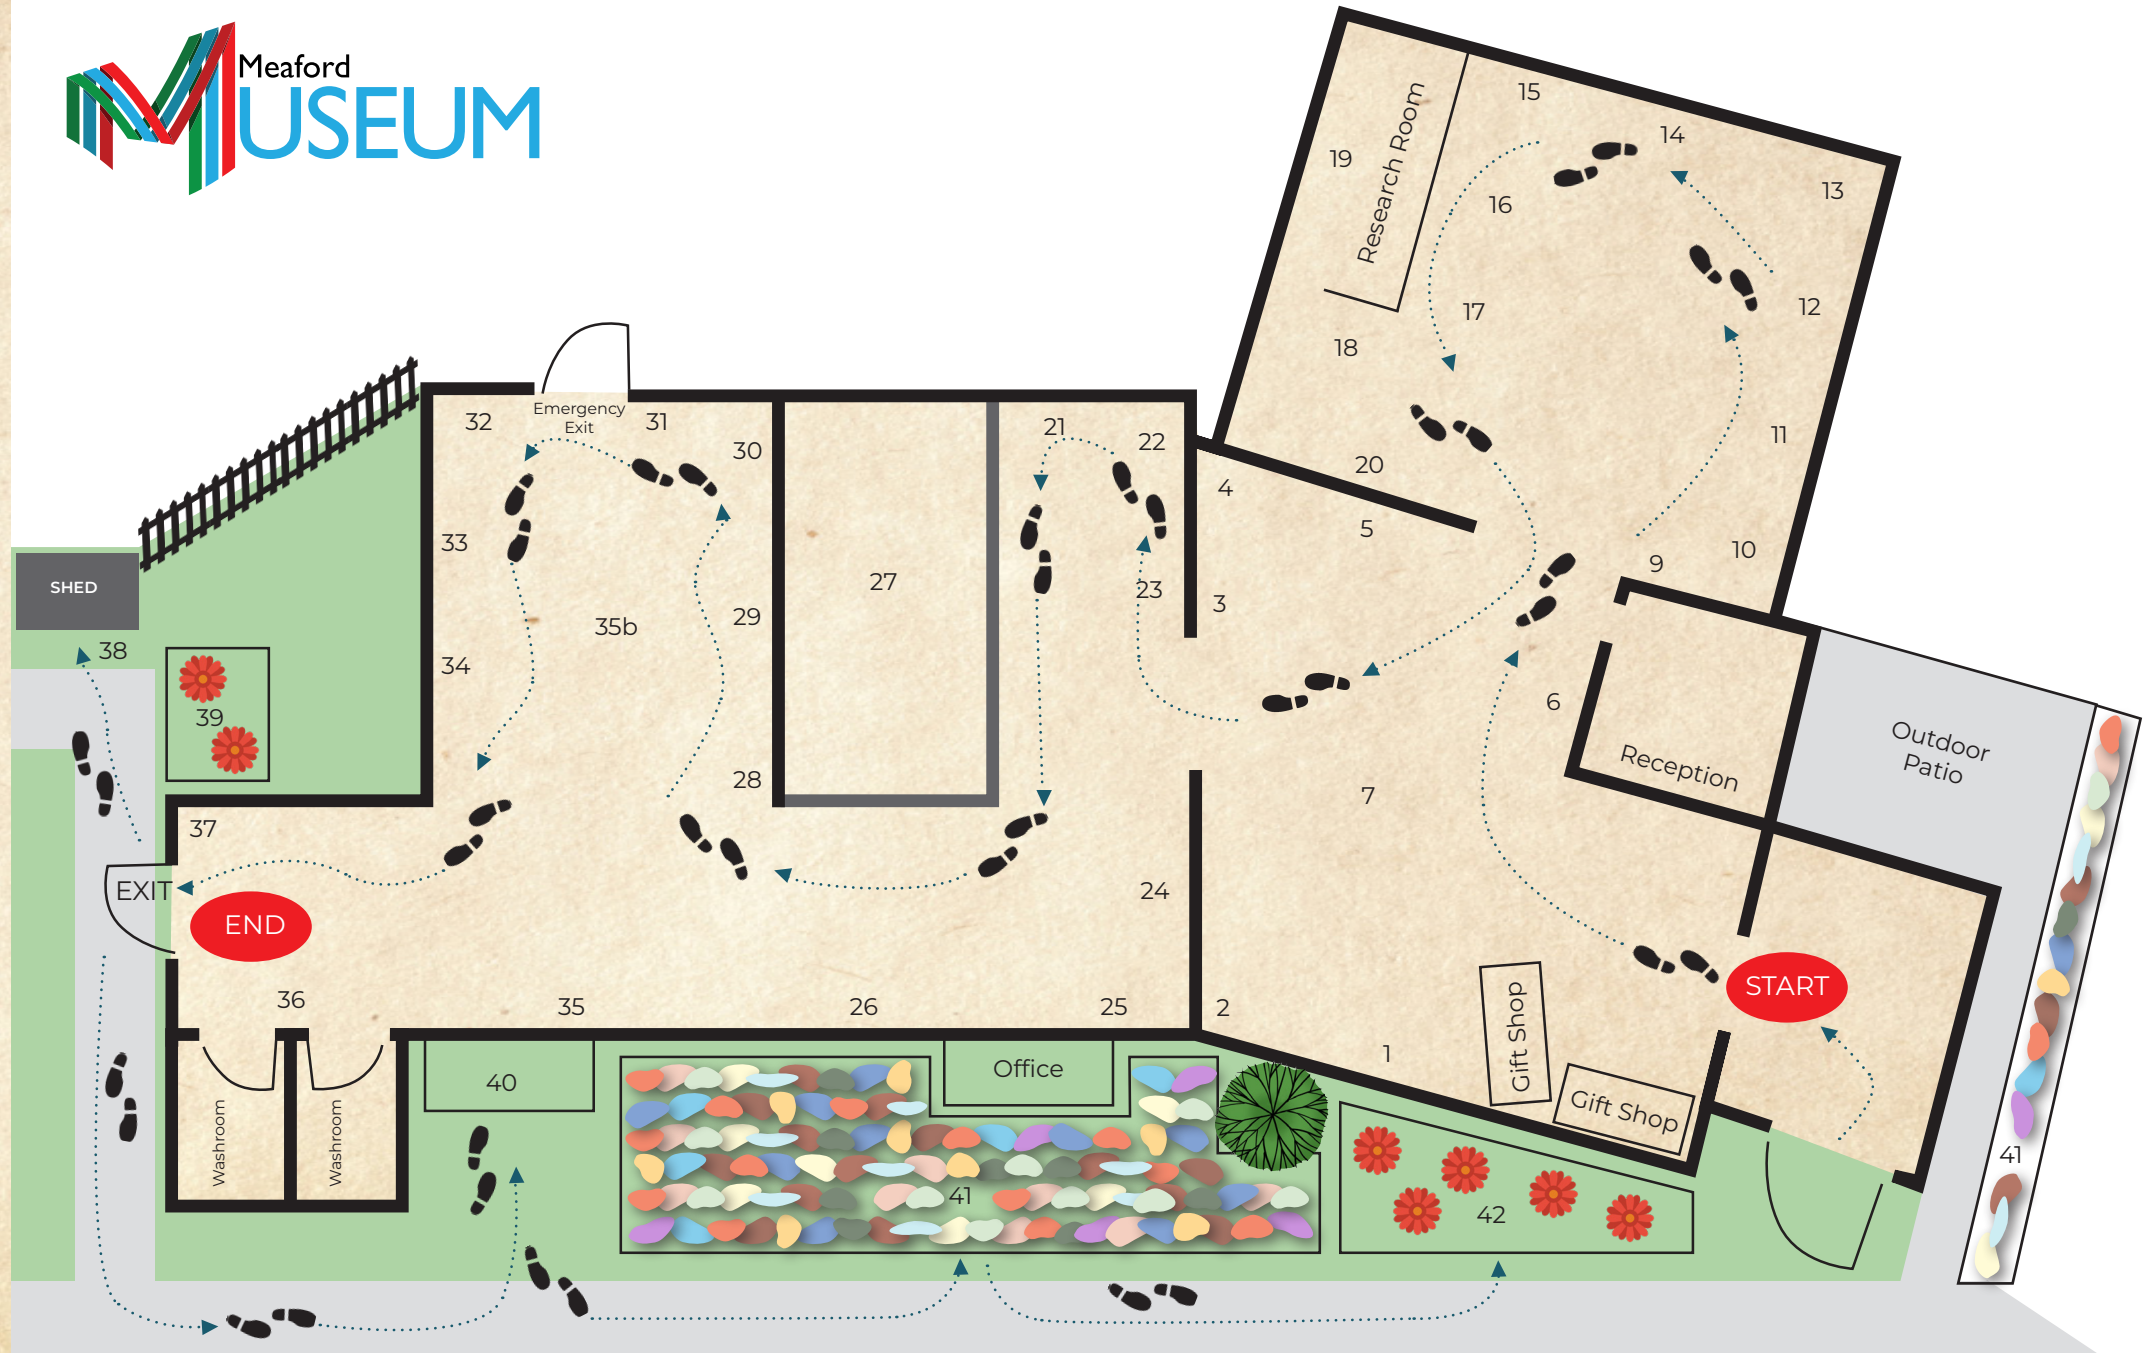 Meaford
MUSEUM
15
14
13
19
Research Room
16
12
17
18
11
20
21
22
4
5
10
9
Emergency
Exit
32
31
30
33
27
23
3
35b
29
34
28
SHED
38
39
6
7
Reception
Outdoor
Patio
37
EXIT
END
24
START
36
35
26
25
2
1
Gift Shop
Gift Shop
Washroom
Washroom
40
Office
41
41
42